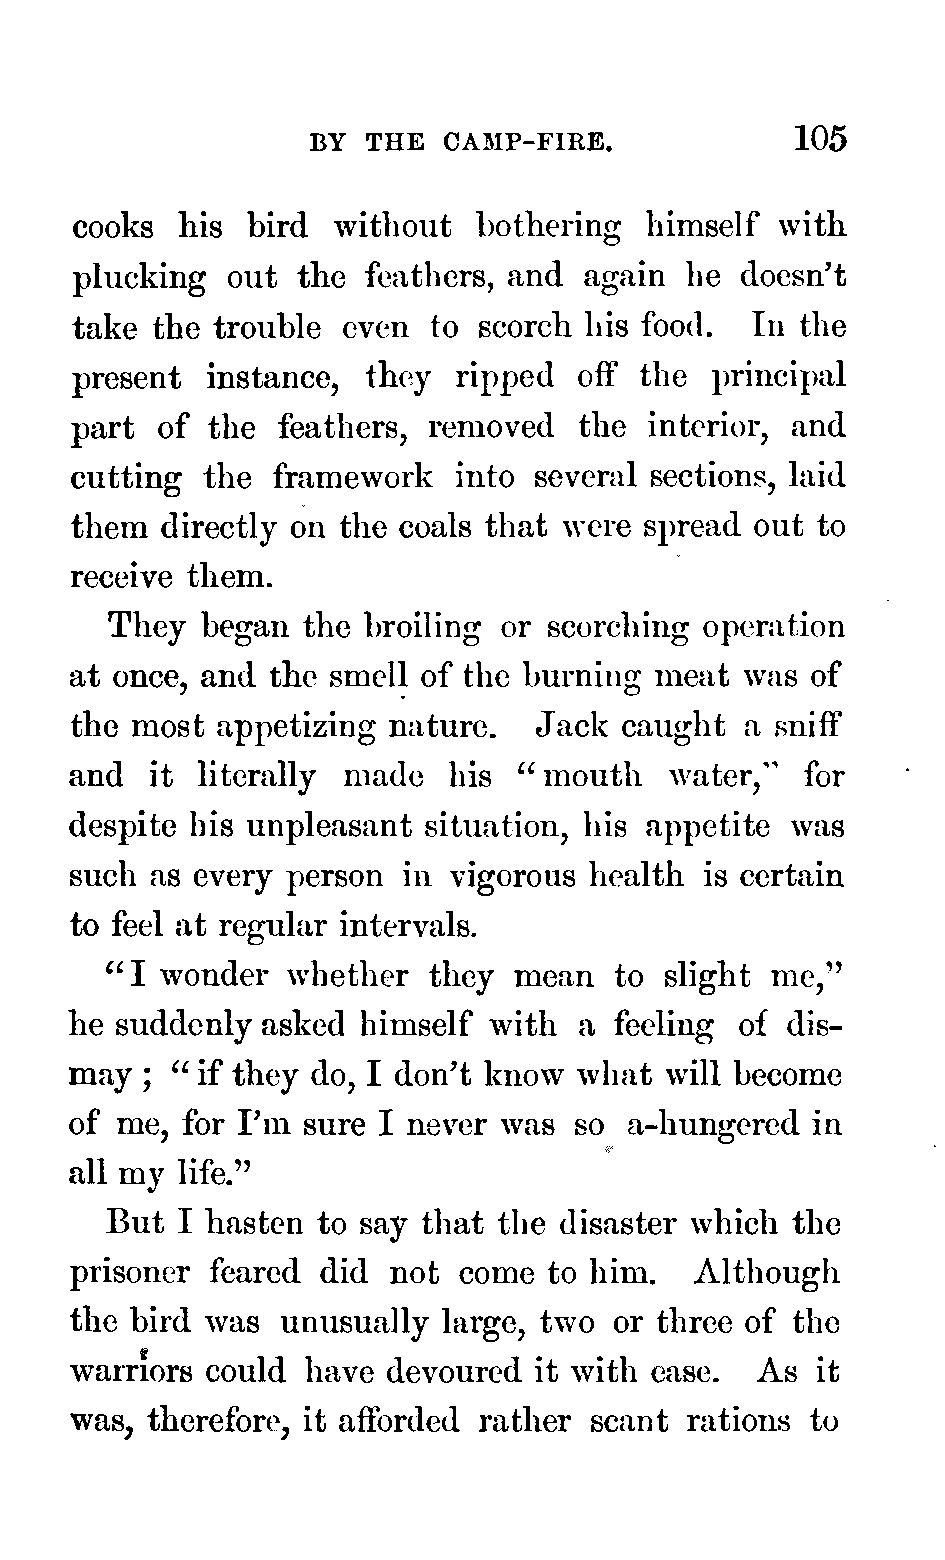 BY THE CAMP-FIRE. 105
cooks his bird without bothering himself with
plucking out the feathers, and again he doesn't
take the trouble even to scorch his food. In the
present instance, they ripped off the principal
part of the feathers, removed the interior, and
cutting the framework into several sections, laid
them directly on the coals that were spread out to
receive them.
They began the broiling or scorching operation
at once, and the smell of the burning meat was of
the most appetizing nature. Jack caught a sniff
and it literally made his "mouth water," for
despite his unpleasant situation, his appetite was
such as every person in vigorous health is certain
to feel at regular intervals.
"I wonder whether they mean to slight me,"
he suddenly asked himself with a feeling of dis-
may; "if they do, I don't know what will become
of me, for I'm sure I never was so a-hungered in
all my life."
But I hasten to say that the disaster which the
prisoner feared did not come to him. Although
the bird was unusually large, two or three of the
warriors could have devoured it with ease. As it
was, therefore, it afforded rather scant rations to